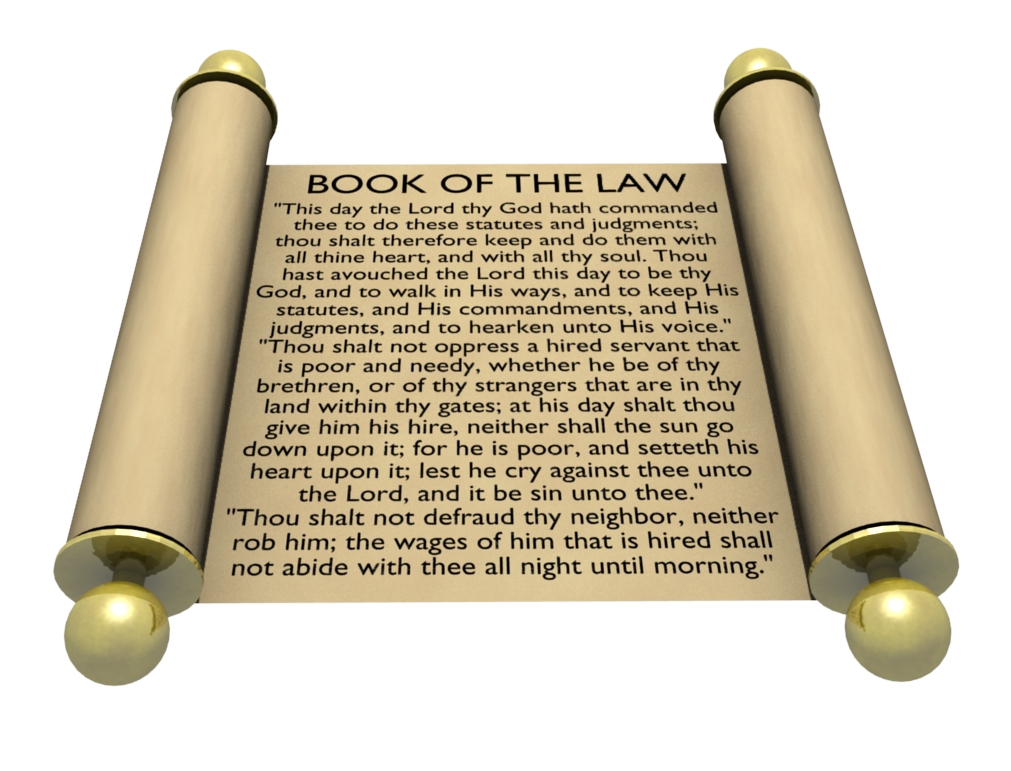 BOOK OF THE LAW
"This day the Lord thy God hath commanded
thee to do these statutes and judgments;
thou shalt therefore keep and do them with
all thine heart, and with all thy soul. Thou
hast avouched the Lord this day to be thy
God, and to walk in His ways, and to keep His
statutes, and His commandments, and His
judgments, and to hearken unto His voice."
"Thou shalt not oppress a hired servant that
is poor and needy, whether he be of thy
brethren, or of thy strangers that are in thy
land within thy gates; at his day shalt thou
give him his hire, neither shall the sun go
down upon it; for he is poor, and setteth his
heart upon it; lest he cry against thee unto
the Lord, and it be sin unto thee."
"Thou shalt not defraud thy neighbor, neither
rob him; the wages of him that is hired shall
not abide with thee all night until morning."